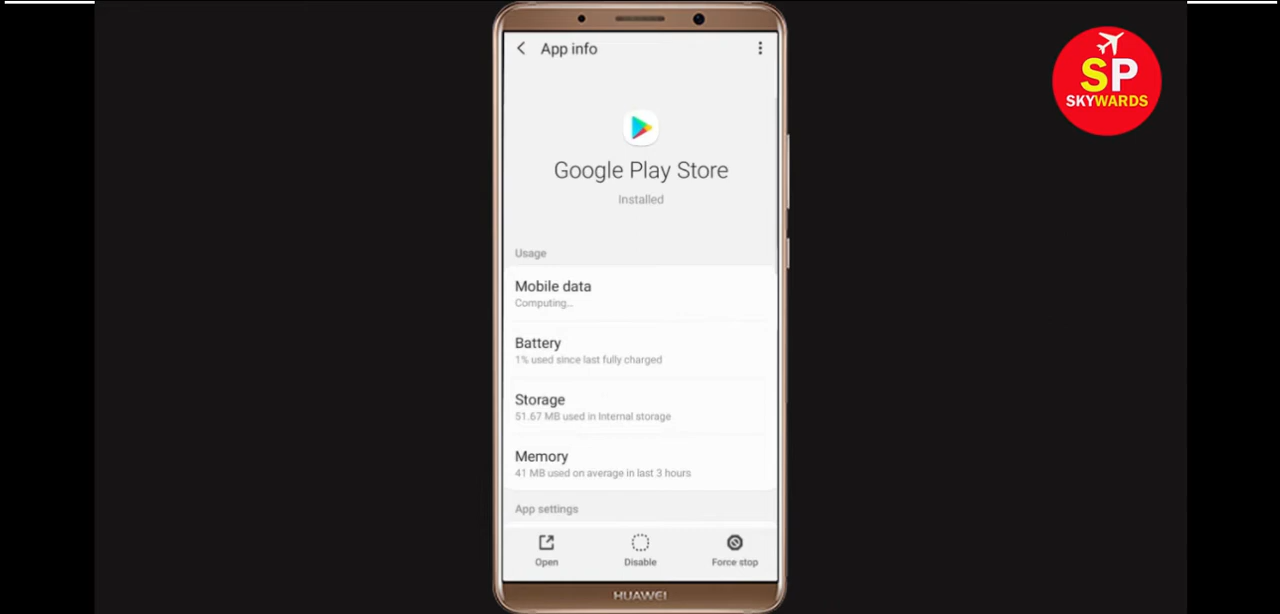 App info
SP
SKYWARDS
Google Play Store
Installed
Usage
Mobile data
Computing...
Battery
1% used since last fully charged
Storage
51.67 MB used in Internal storage
Memory
41 MB used on average in last 3 hours
App settings
Open
Disable
Force stop
HUAWEI